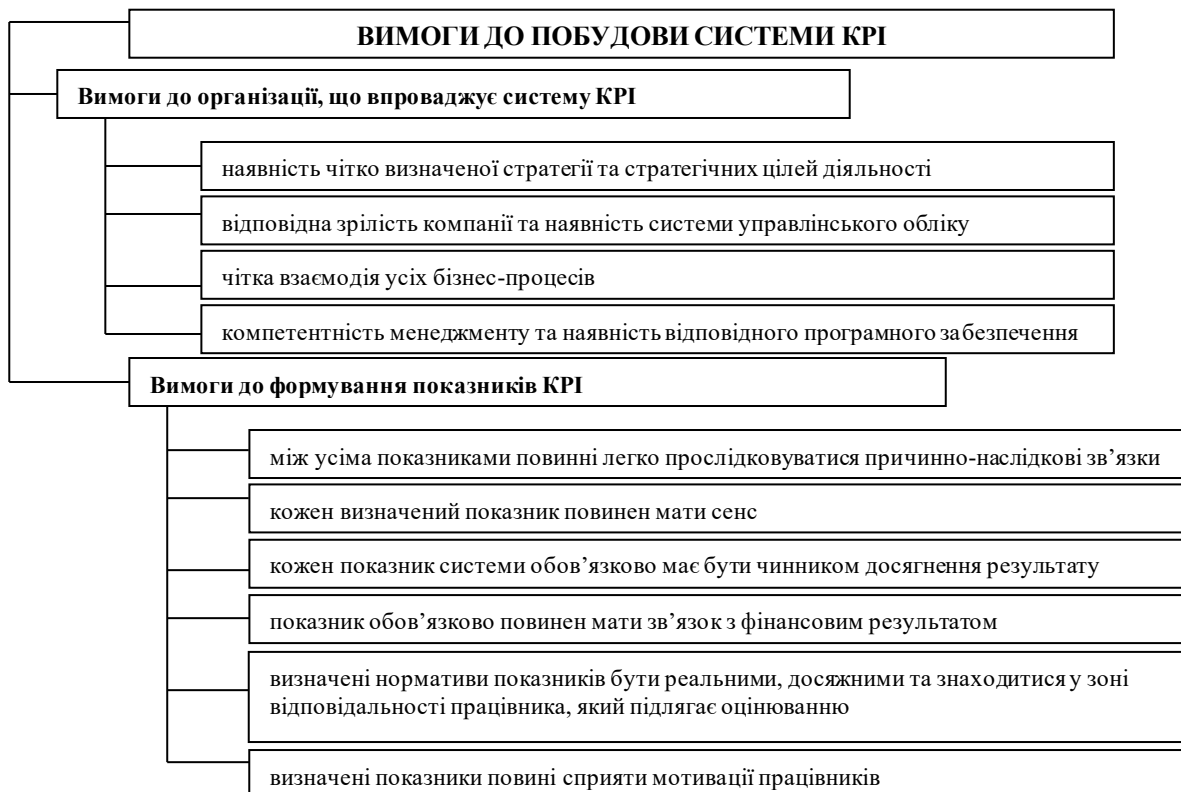 ВИМОГИ ДО ПОБУДОВИ СИСТЕМИ КРІ
Вимоги до організації, що впроваджує систему КРІ
наявність чітко визначеної стратегії та стратегічних цілей діяльності
відповідна зрілість компанії та наявність системи управлінського обліку
чітка взаємодія усіх бізнес-процесів
компетентність менеджменту та наявність відповідного програмного забезпечення
Вимоги до формування показників КРІ
між усіма показниками повинні легко прослідковуватися причинно-наслідкові зв’язки
кожен визначений показник повинен мати сенс
кожен показник системи обов’язково має бути чинником досягнення результату
показник обов’язково повинен мати зв’язок з фінансовим результатом
визначені нормативи показників бути реальними, досяжними та знаходитися у зоні
відповідальності працівника, який підлягає оцінюванню
визначені показники повині сприяти мотивації працівників